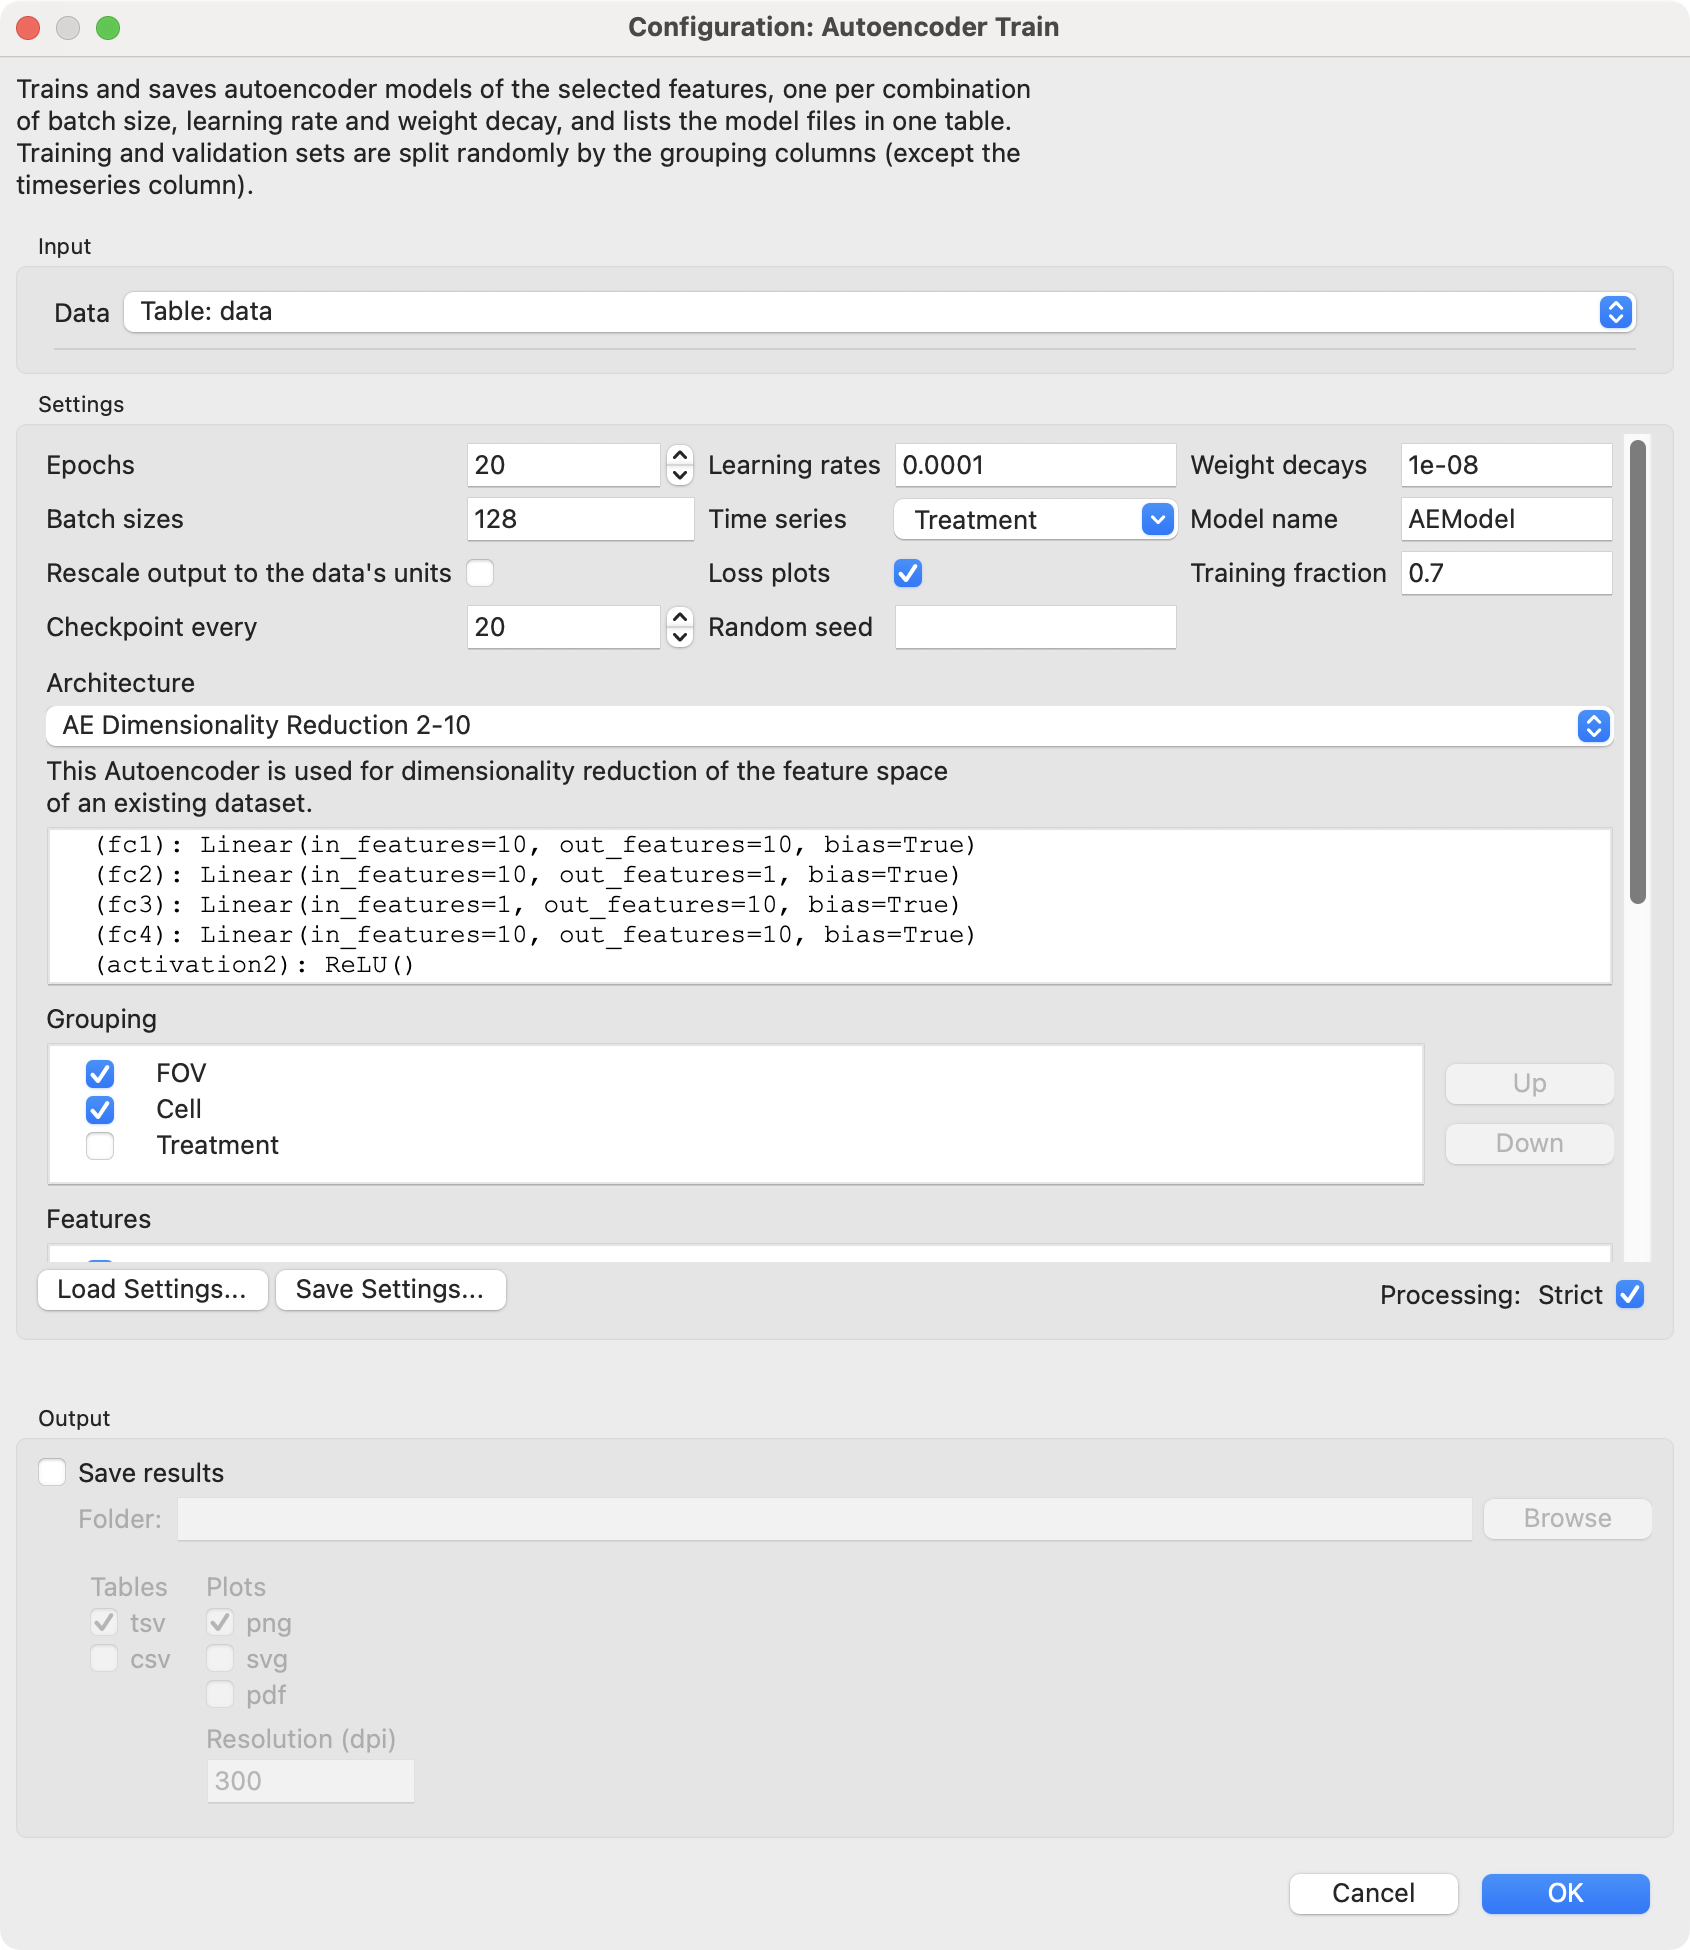 Configuration: Autoencoder Train
Trains and saves autoencoder models of the selected features, one per combination
of batch size, learning rate and weight decay, and lists the model files in one table.
Training and validation sets are split randomly by the grouping columns (except the
timeseries column).
Input
Data Table: data
Settings
Epochs 20 Learning rates 0.0001 Weight decays 1e-08
Batch sizes 128 Time series Treatment Model name AEModel
Rescale output to the data's units Loss plots Training fraction 0.7
Checkpoint every 20 Random seed
Architecture
AE Dimensionality Reduction 2-10
This Autoencoder is used for dimensionality reduction of the feature space
of an existing dataset.
(fc1): Linear(in_features=10, out_features=10, bias=True)
(fc2): Linear(in_features=10, out_features=1, bias=True)
(fc3): Linear(in_features=1, out_features=10, bias=True)
(fc4): Linear(in_features=10, out_features=10, bias=True)
(activation2): ReLU()
Grouping
FOV
Cell
Treatment
Up
Down
Features
Load Settings... Save Settings... Processing: Strict
Output
Save results
Folder: Browse
Tables Plots
tsv png
csv svg
pdf
Resolution (dpi)
300
Cancel OK